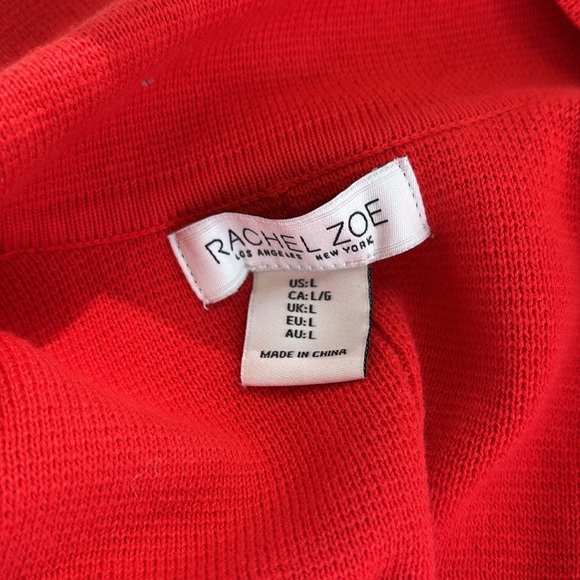 RACHEL ZOE
LOS ANGELES NEW YORK
US: L
CA: L/G
UK: L
EU: L
AU: L
MADE IN CHINA